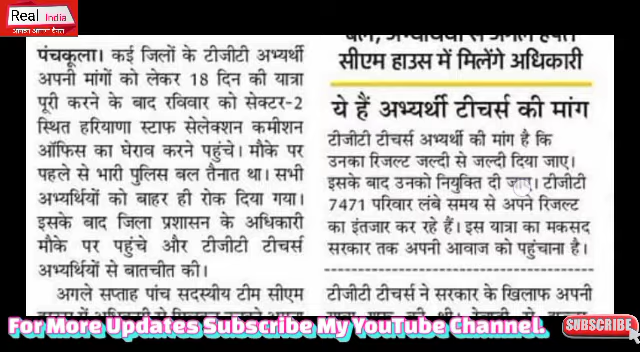 Real India
आपका अपना चैनल
पंचकूला। कई जिलों के टीजीटी अभ्यर्थी
अपनी मांगों को लेकर 18 दिन की यात्रा
पूरी करने के बाद रविवार को सेक्टर-2
स्थित हरियाणा स्टाफ सेलेक्शन कमीशन
ऑफिस का घेराव करने पहुंचे। मौके पर
पहले से भारी पुलिस बल तैनात था। सभी
अभ्यर्थियों को बाहर ही रोक दिया गया।
इसके बाद जिला प्रशासन के अधिकारी
मौके पर पहुंचे और टीजीटी टीचर्स
अभ्यर्थियों से बातचीत की।
अगले सप्ताह पांच सदस्यीय टीम सीएम
सीएम हाउस में मिलेंगे अधिकारी
ये हैं अभ्यर्थी टीचर्स की मांग
टीजीटी टीचर्स अभ्यर्थी की मांग है कि
उनका रिजल्ट जल्दी से जल्दी दिया जाए।
इसके बाद उनको नियुक्ति दी जाए। टीजीटी
7471 परिवार लंबे समय से अपने रिजल्ट
का इंतजार कर रहे हैं। इस यात्रा का मकसद
सरकार तक अपनी आवाज को पहुंचाना है।
टीजीटी टीचर्स ने सरकार के खिलाफ अपनी
For More Updates Subscribe My YouTube Channel.
SUBSCRIBE